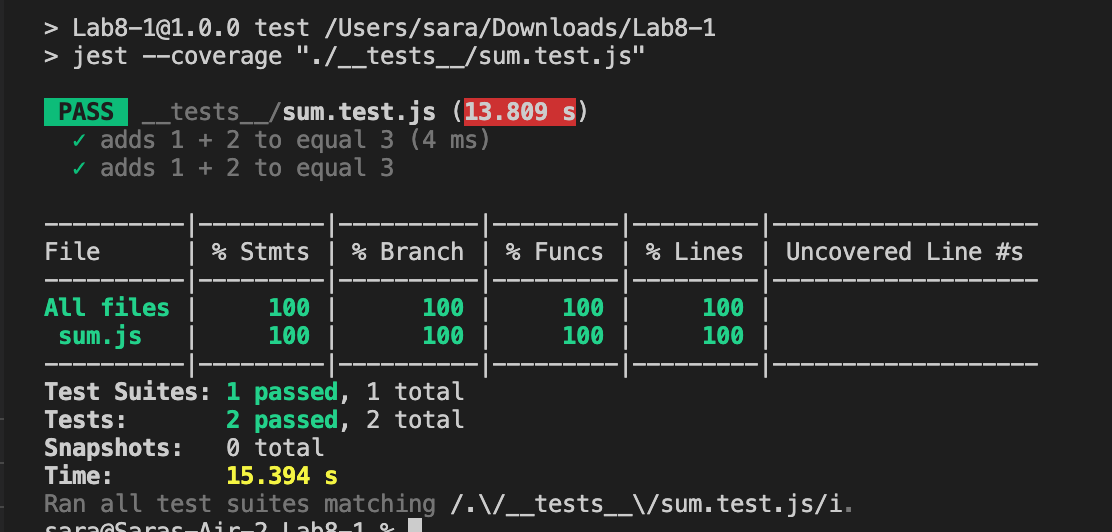 > Lab8-1@1.0.0 test /Users/sara/Downloads/Lab8-1
> jest --coverage "./__tests__/sum.test.js"
PASS __tests__/sum.test.js (13.809 s)
✓ adds 1 + 2 to equal 3 (4 ms)
✓ adds 1 + 2 to equal 3
----------|---------|----------|---------|---------|-------------------
File | % Stmts | % Branch | % Funcs | % Lines | Uncovered Line #s
----------|---------|----------|---------|---------|-------------------
All files | 100 | 100 | 100 | 100 |
sum.js | 100 | 100 | 100 | 100 |
----------|---------|----------|---------|---------|-------------------
Test Suites: 1 passed, 1 total
Tests: 2 passed, 2 total
Snapshots: 0 total
Time: 15.394 s
Ran all test suites matching /.\/__tests__\/sum.test.js/i.
sara@Saras-Air-2 Lab8-1 %